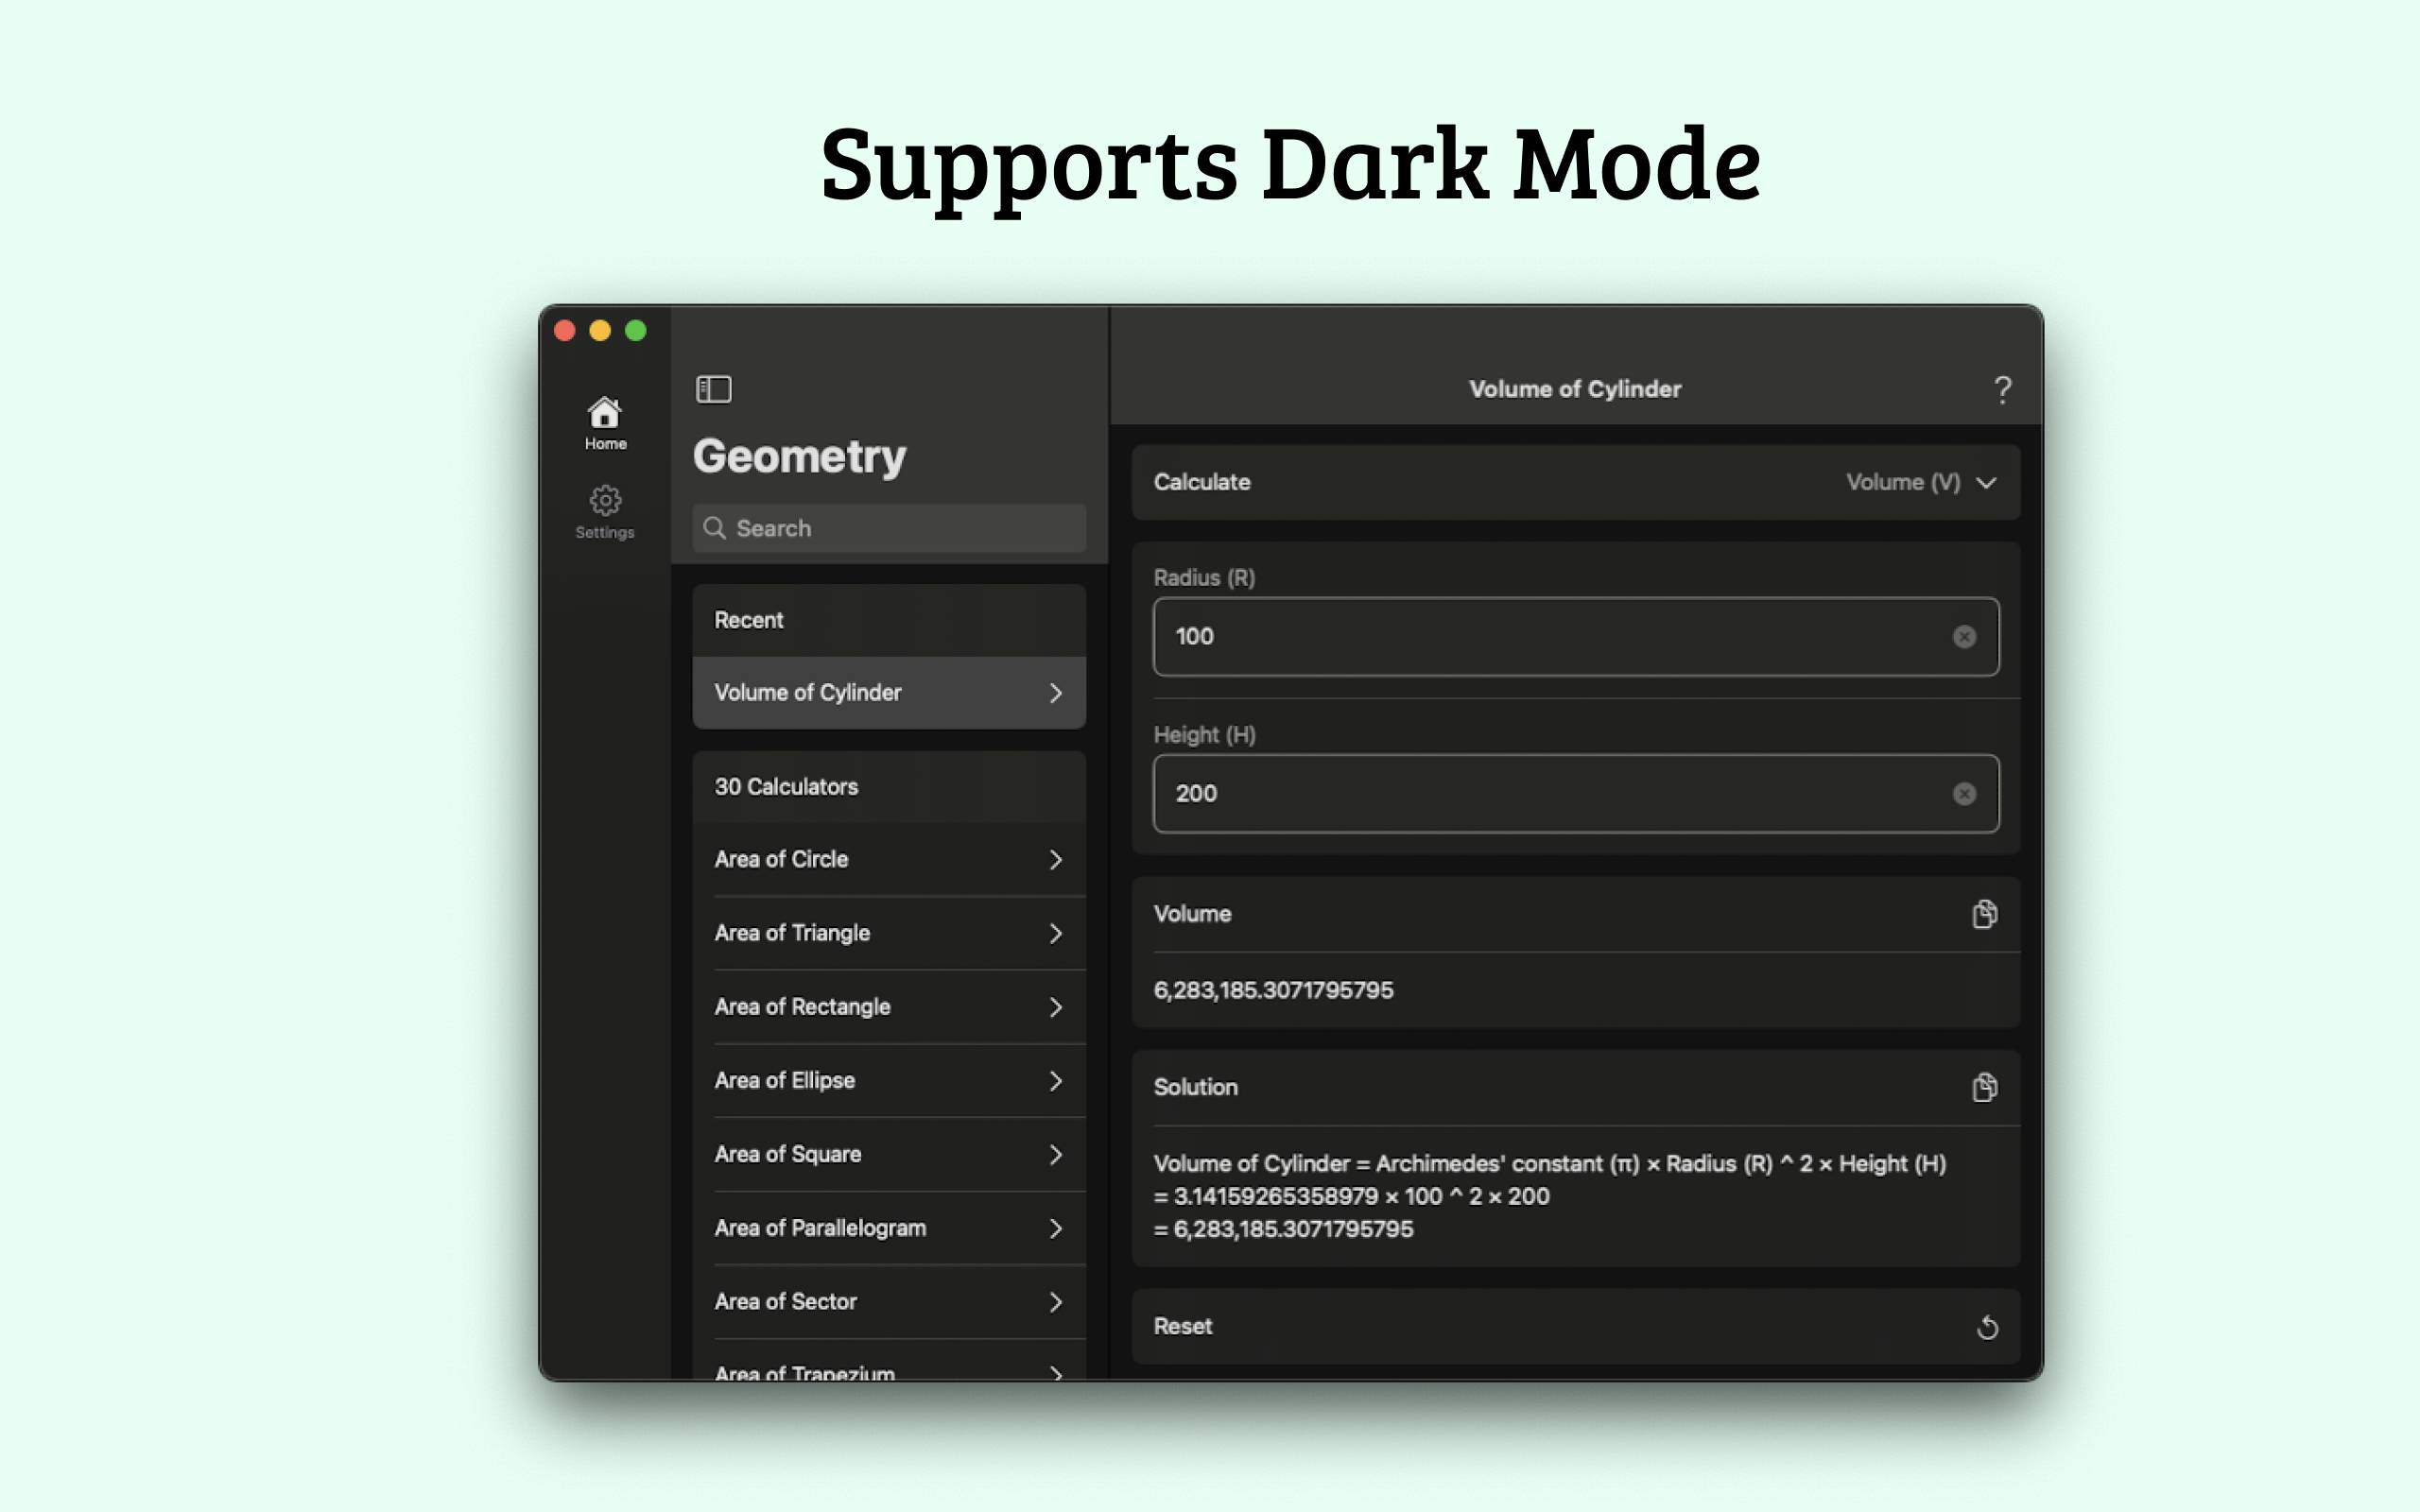 Supports Dark Mode
Home
Settings
Geometry
Search
Recent
Volume of Cylinder
30 Calculators
Area of Circle
Area of Triangle
Area of Rectangle
Area of Ellipse
Area of Square
Area of Parallelogram
Area of Sector
Area of Trapezium
Volume of Cylinder
?
Calculate
Volume (V)
Radius (R)
100
Height (H)
200
Volume
6,283,185.3071795795
Solution
Volume of Cylinder = Archimedes' constant (π) × Radius (R) ^ 2 × Height (H)
= 3.14159265358979 × 100 ^ 2 × 200
= 6,283,185.3071795795
Reset